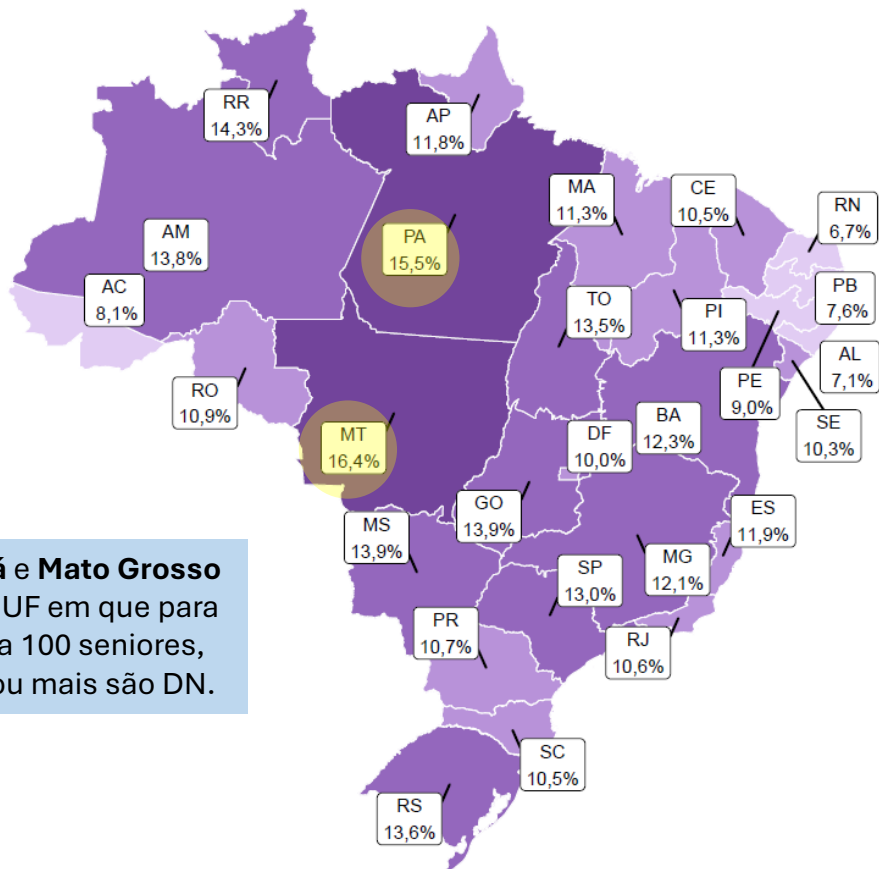 RR
14,3%
AP
11,8%
MA
11,3%
CE
10,5%
RN
6,7%
AM
13,8%
PA
15,5%
AC
8,1%
TO
13,5%
PI
11,3%
PB
7,6%
AL
7,1%
RO
10,9%
PE
9,0%
SE
10,3%
MT
16,4%
DF
10,0%
BA
12,3%
GO
13,9%
ES
11,9%
MS
13,9%
MG
12,1%
SP
13,0%
PR
10,7%
RJ
10,6%
SC
10,5%
RS
13,6%
e Mato Grosso
UF em que para
a 100 seniores,
ou mais são DN.